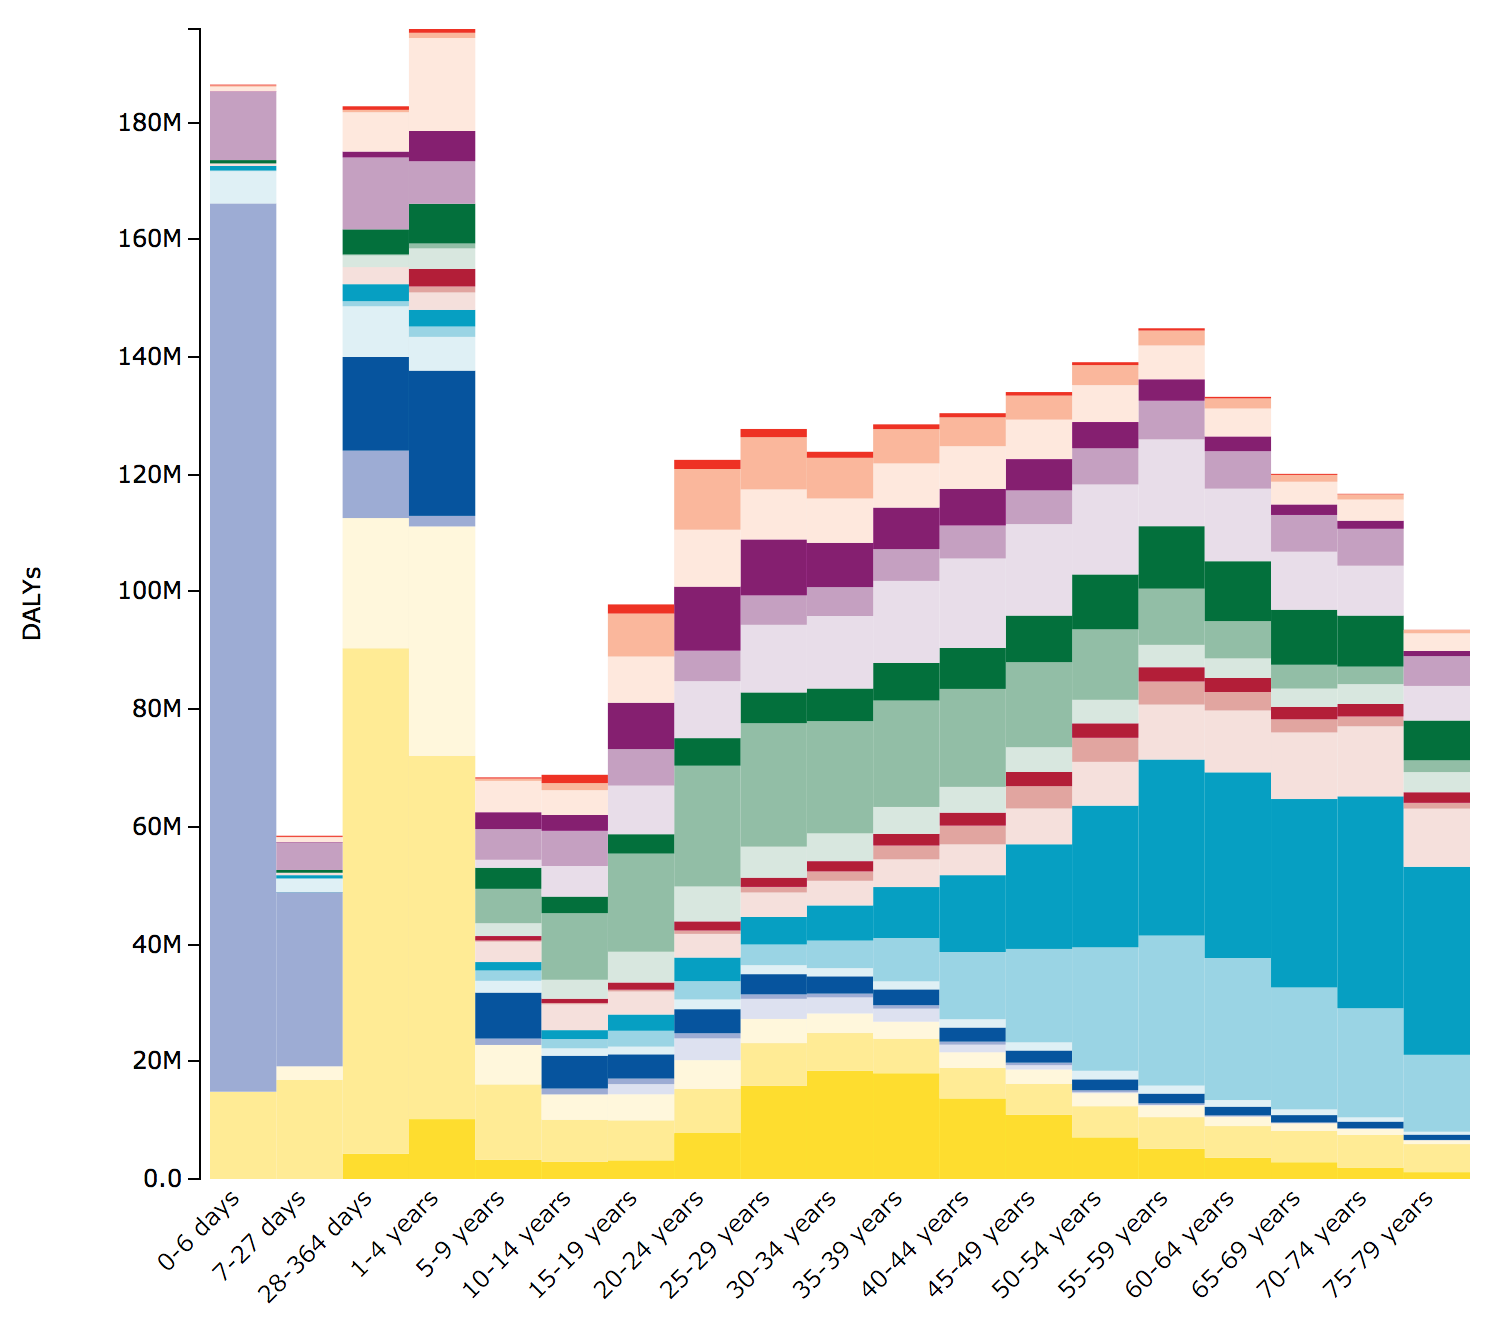 180M
160M
140M
120M
100M
80M
60M
40M
20M
0.0
DALYs
0-6 days
7-27 days
28-364 days
1-4 years
5-9 years
10-14 years
15-19 years
20-24 years
25-29 years
30-34 years
35-39 years
40-44 years
45-49 years
50-54 years
55-59 years
60-64 years
65-69 years
70-74 years
75-79 years